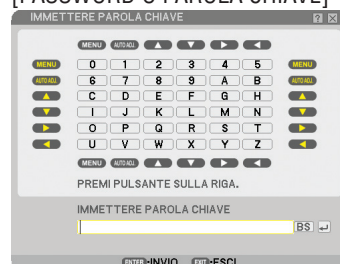 [PASSWORD O PAROLA CHIAVE]
IMMETTERE PAROLA CHIAVE
MENU AUTO ADJ.
MENU 0 1 2 3 4 5 MENU
AUTO ADJ. 6 7 8 9 A B AUTO ADJ.
C D E F G H
I J K L M N
O P Q R S T
U V W X Y Z
MENU AUTO ADJ.
PREMI PULSANTE SULLA RIGA.
IMMETTERE PAROLA CHIAVE
BS
ENTER :INVIO EXIT :ESCI